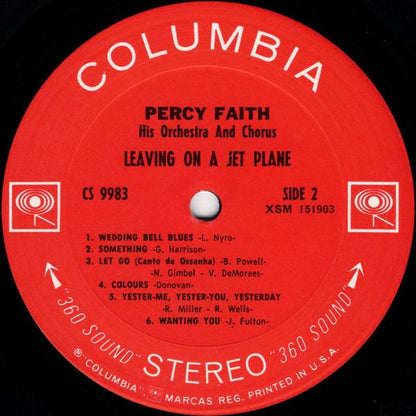 COLUMBIA
PERCY FAITH
His Orchestra And Chorus
LEAVING ON A JET PLANE
CS 9983
SIDE 2
XSM 151903
1. WEDDING BELL BLUES -L. Nyro-
2. SOMETHING -G. Harrison-
3. LET GO (Canto de Ossanha) -B. Powell-
-N. Gimbel - V. DeMoraes-
4. COLOURS -Donovan-
5. YESTER-ME, YESTER-YOU, YESTERDAY
-R. Miller - R. Wells-
6. WANTING YOU -J. Fulton-
"360 SOUND" STEREO "360 SOUND"
® "COLUMBIA", MARCAS REG. PRINTED IN U.S.A.